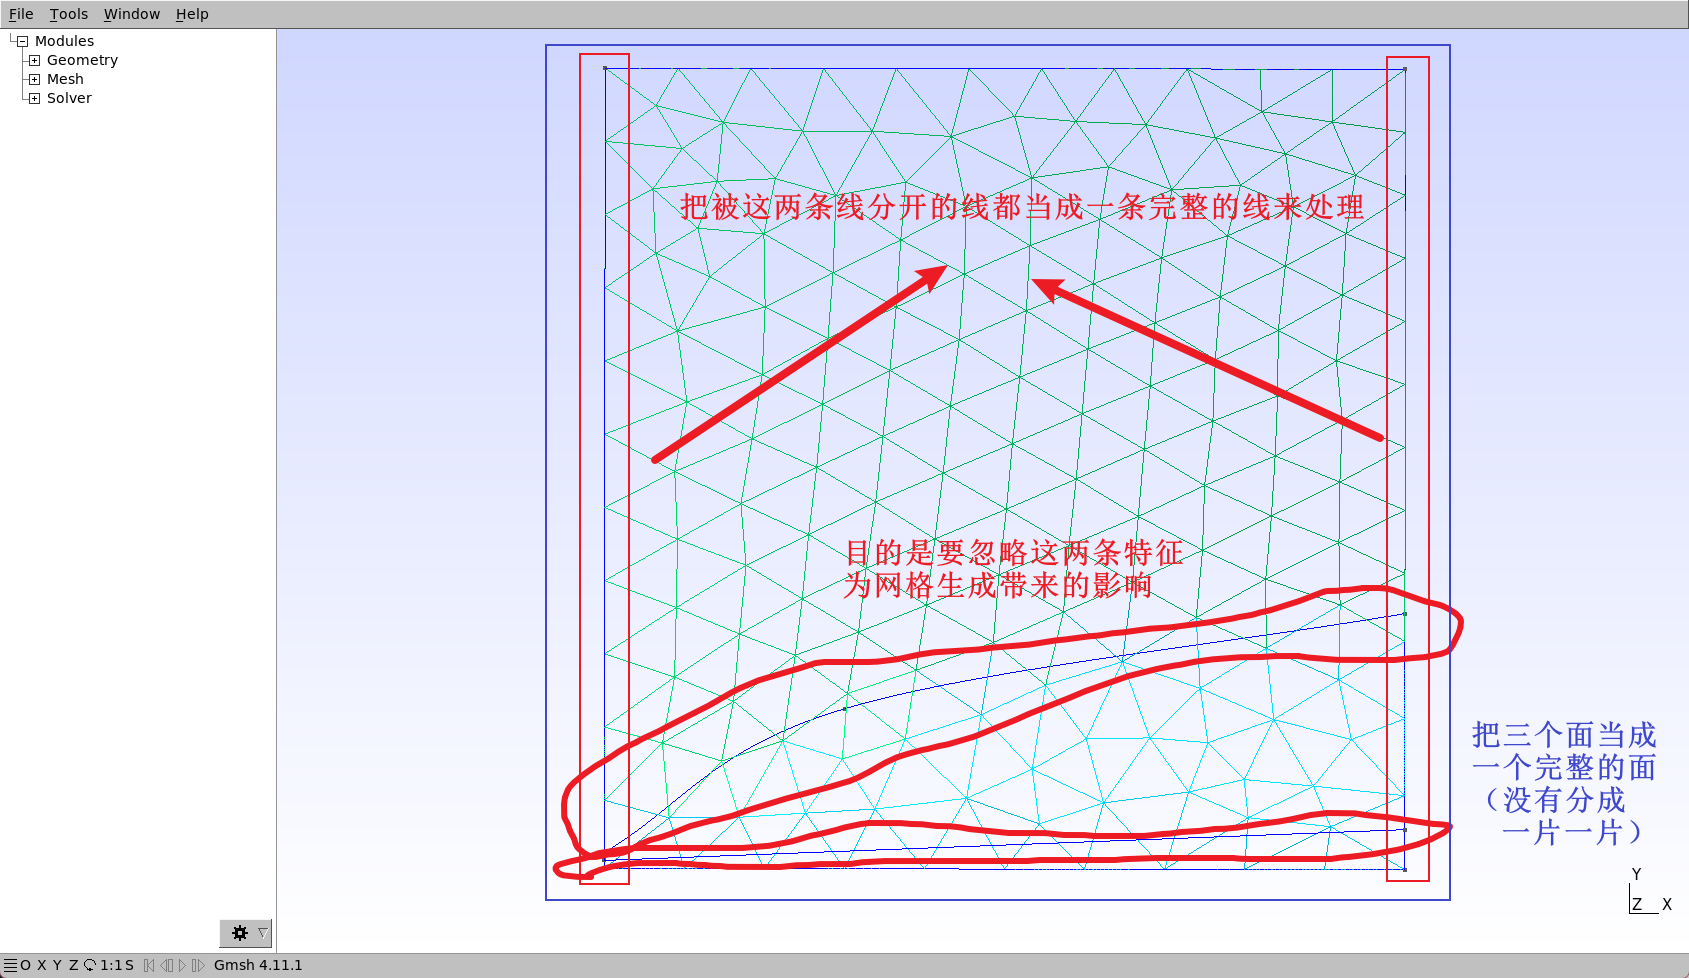 File Tools Window Help
Modules
Geometry
Mesh
Solver
把被这两条线分开的线都当成一条完整的线来处理
目的是要忽略这两条特征
为网格生成带来的影响
把三个面当成
一个完整的面
（没有分成
一片一片）
Y
Z X
O X Y Z 1:1 S Gmsh 4.11.1